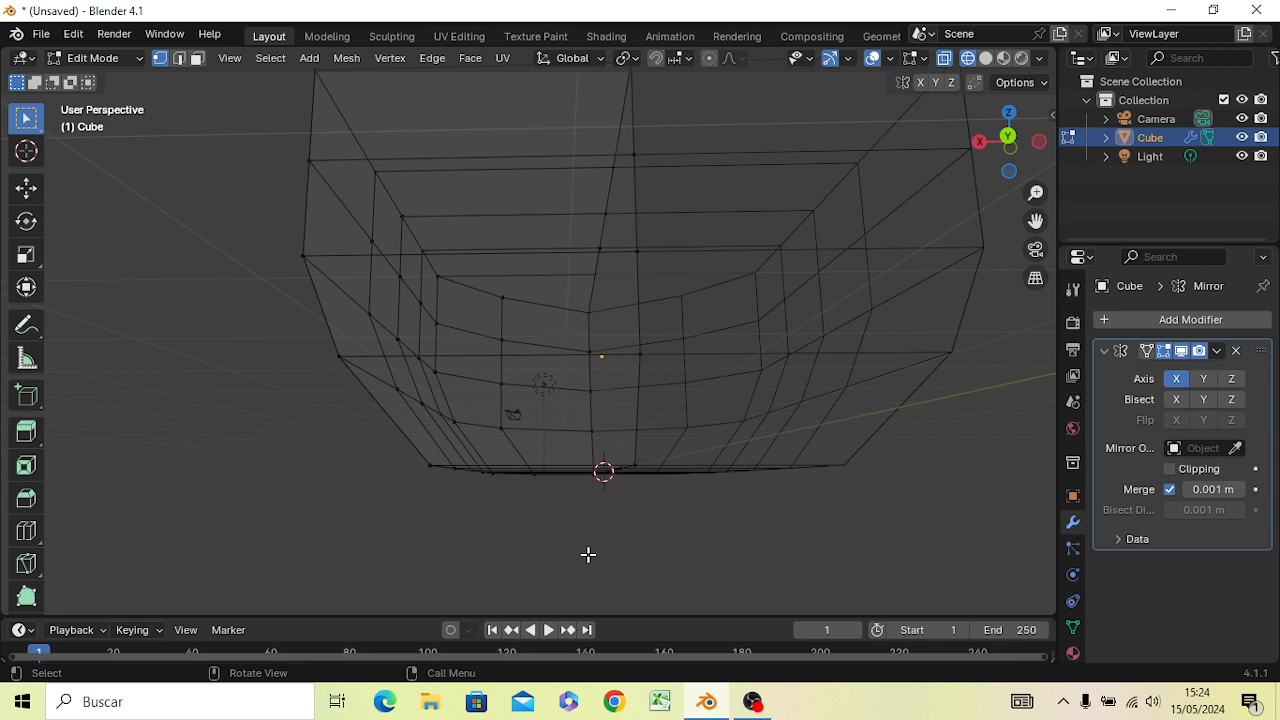 * (Unsaved) - Blender 4.1
File Edit Render Window Help Layout Modeling Sculpting UV Editing Texture Paint Shading Animation Rendering Compositing Geomet Scene ViewLayer
Edit Mode View Select Add Mesh Vertex Edge Face UV Global Search
X Y Z Options
User Perspective
(1) Cube
Z
X
Y
Scene Collection
Collection
Camera
Cube
Light
Search
Cube Mirror
Add Modifier
Axis X Y Z
Bisect X Y Z
Flip X Y Z
Mirror O... Object
Clipping
Merge 0.001 m
Bisect Di... 0.001 m
Data
Playback Keying View Marker 1 Start 1 End 250
1 20 40 60 80 100 120 140 160 180 200 220 240
Select Rotate View Call Menu 4.1.1
Buscar
15:24
15/05/2024
1